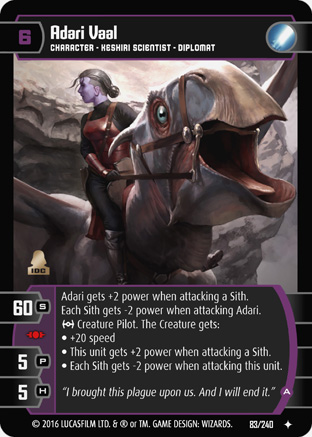 6
Adari Vaal
CHARACTER - KESHIRI SCIENTIST - DIPLOMAT
IDC
60 S
5 P
5 H
Adari gets +2 power when attacking a Sith.
Each Sith gets -2 power when attacking Adari.
Creature Pilot. The Creature gets:
• +20 speed
• This unit gets +2 power when attacking a Sith.
• Each Sith gets -2 power when attacking this unit.
"I brought this plague upon us. And I will end it."
A
© 2016 LUCASFILM LTD. & ® OR TM. GAME DESIGN: WIZARDS.
83/240